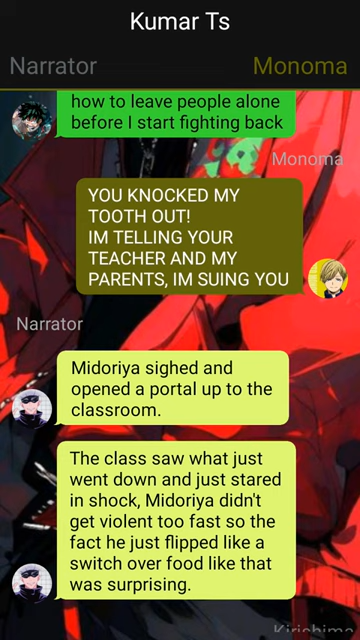 Kumar Ts
Narrator Monoma
how to leave people alone
before I start fighting back
Monoma
YOU KNOCKED MY
TOOTH OUT!
IM TELLING YOUR
TEACHER AND MY
PARENTS, IM SUING YOU
Narrator
Midoriya sighed and
opened a portal up to the
classroom.
The class saw what just
went down and just stared
in shock, Midoriya didn't
get violent too fast so the
fact he just flipped like a
switch over food like that
was surprising.
Kirishima